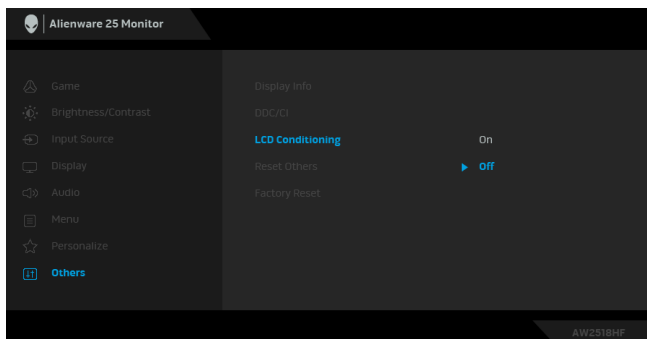 Alienware 25 Monitor
Game
Brightness/Contrast
Input Source
Display
Audio
Menu
Personalize
Others
Display Info
DDC/CI
LCD Conditioning On
Reset Others Off
Factory Reset
AW2518HF